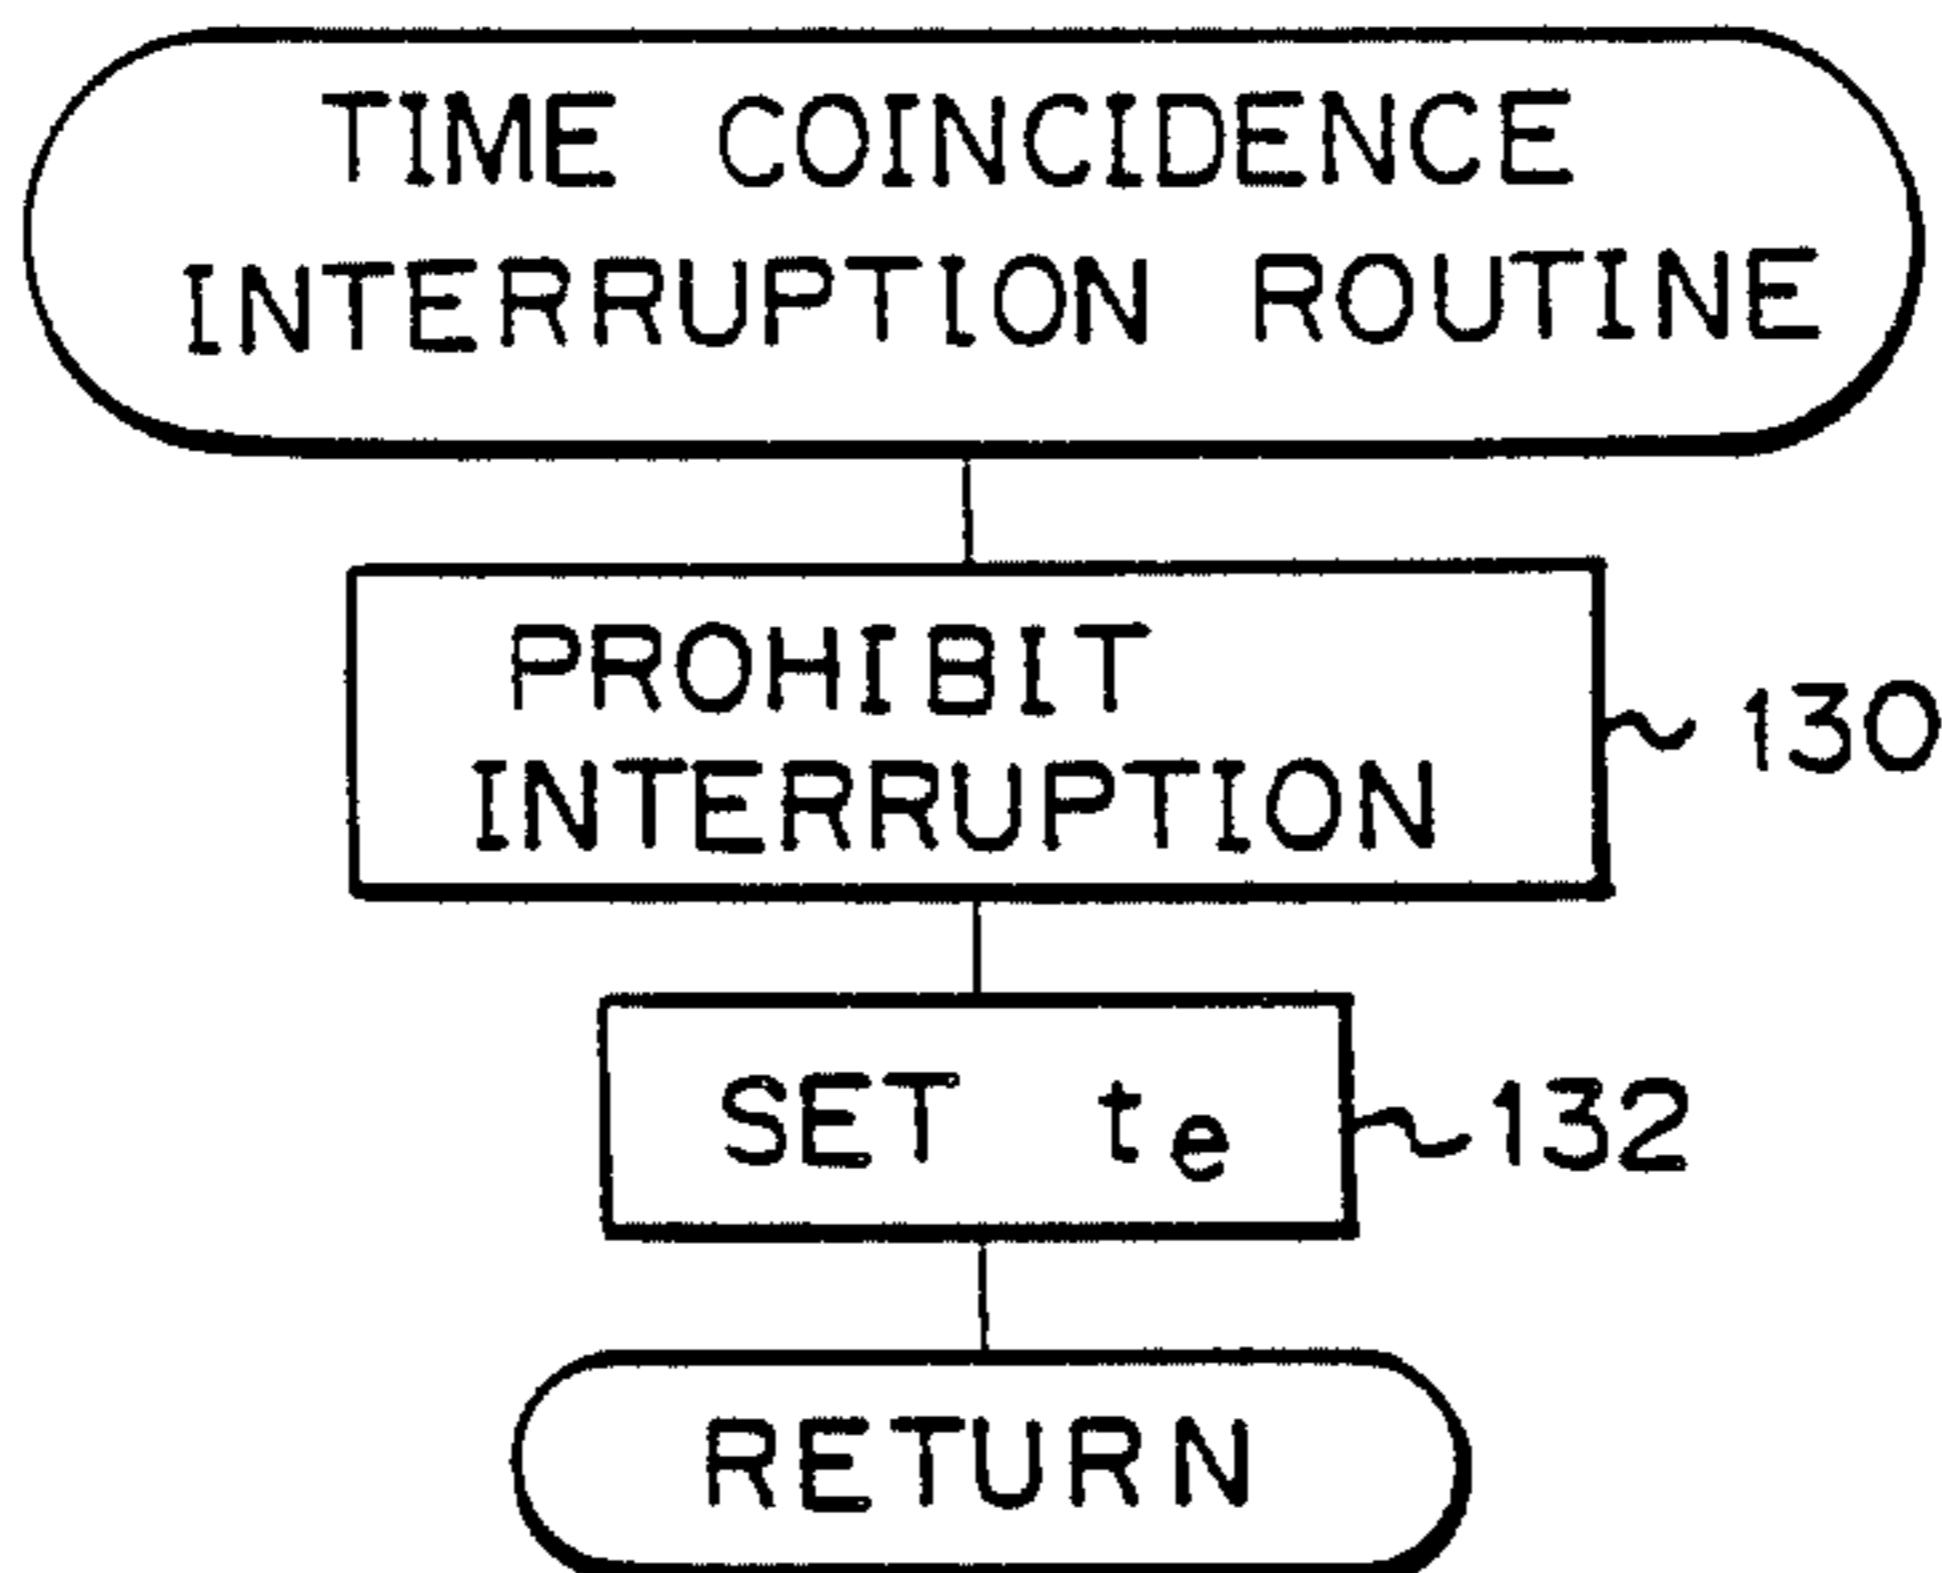 TIME COINCIDENCE
INTERRUPTION ROUTINE
PROHIBIT
INTERRUPTION
130
SET te
132
RETURN